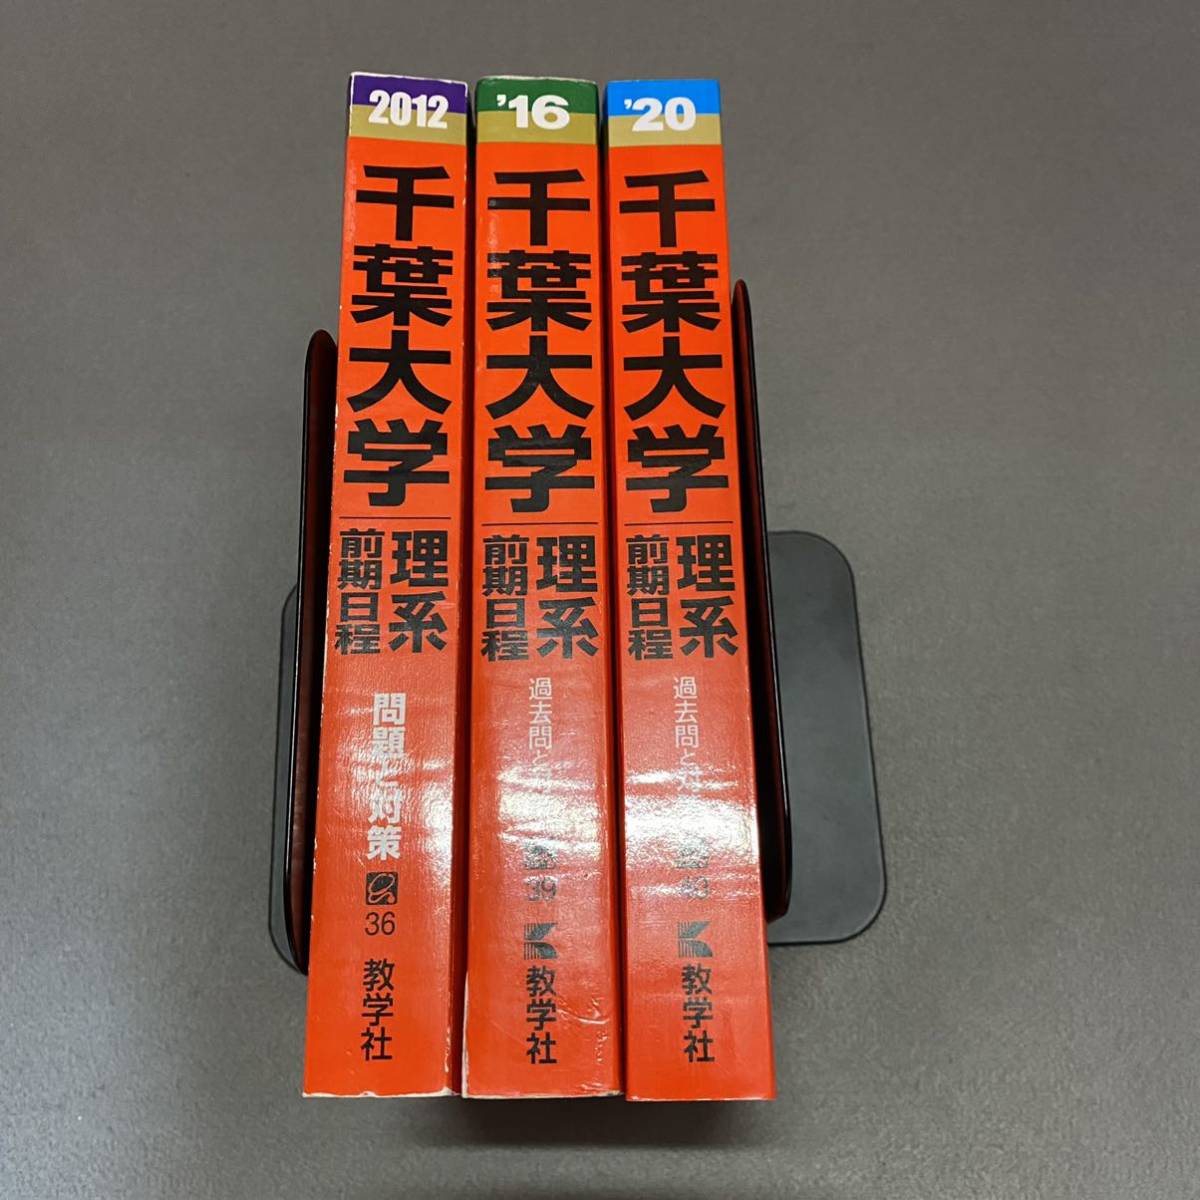 2012
千葉大学
理系
前期日程
問題と対策
36
教学社
'16
千葉大学
理系
前期日程
過去問と対
39
教学社
'20
千葉大学
理系
前期日程
過去問と対
教学社